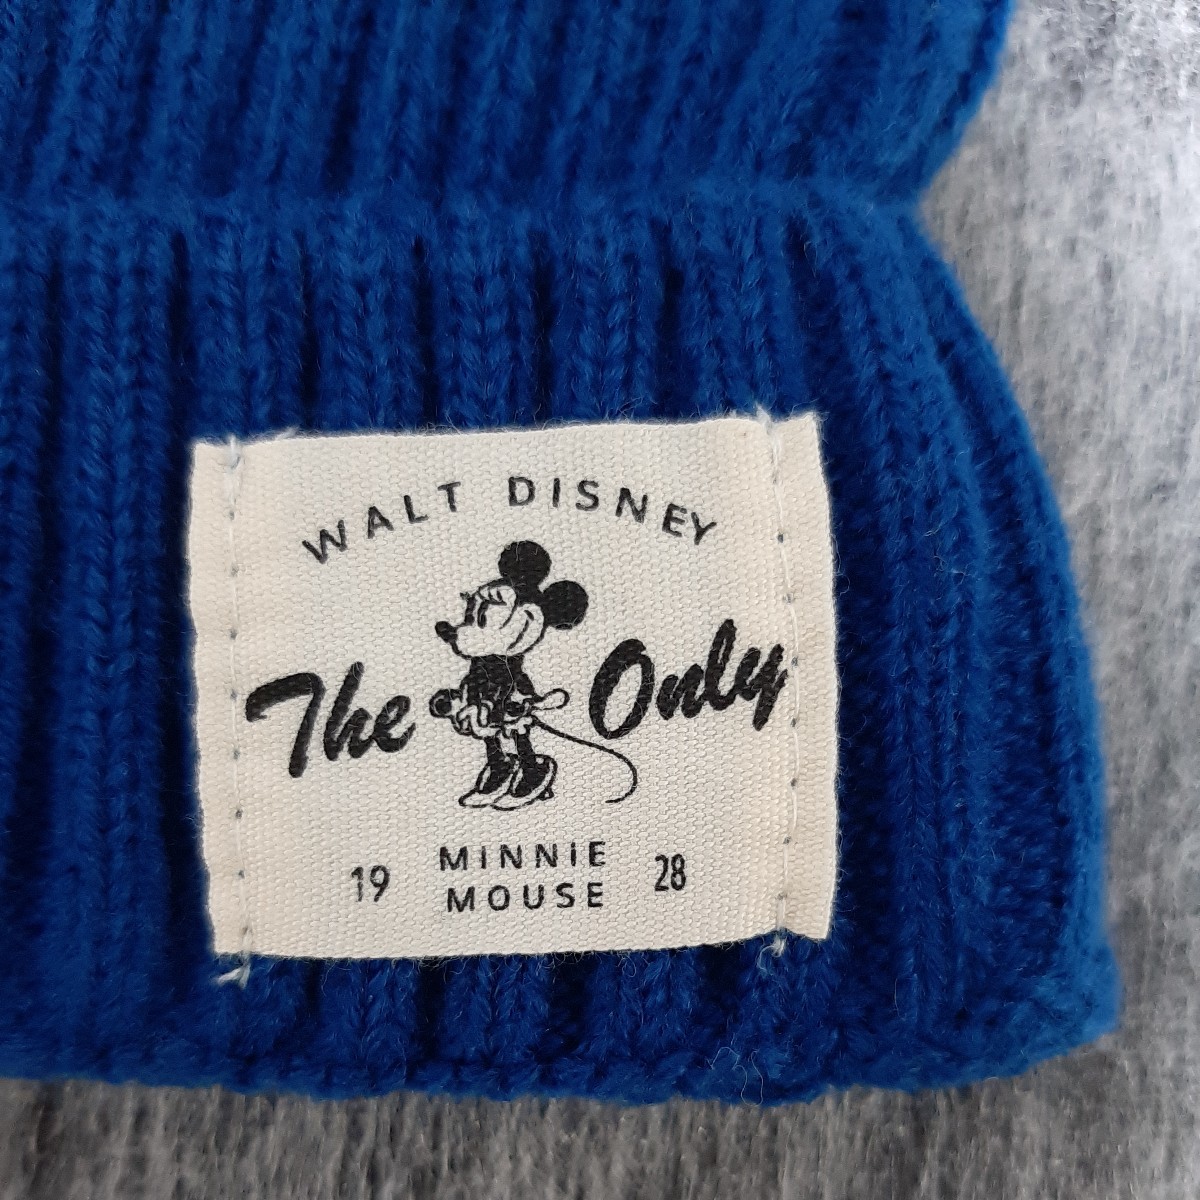 WALT DISNEY
The Only
19 MINNIE 28
MOUSE